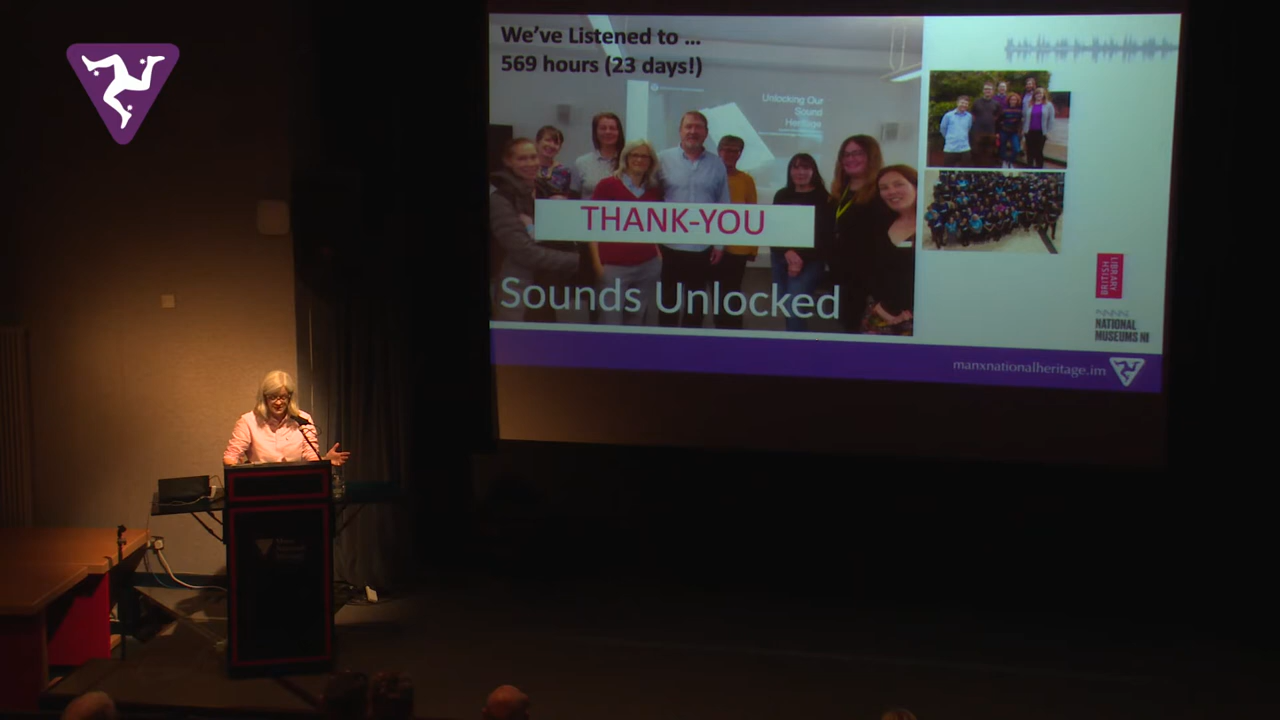 We've Listened to ...
569 hours (23 days!)
Unlocking Our
Sound
Heritage
THANK-YOU
Sounds Unlocked
BRITISH
LIBRARY
NATIONAL
MUSEUMS NI
manxnationalheritage.im